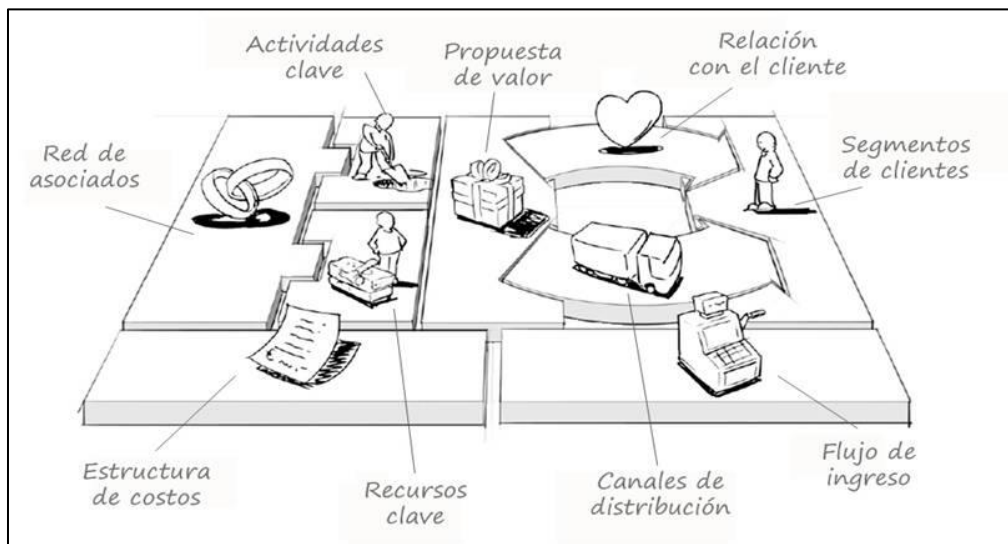 Actividades
clave
Propuesta
de valor
Relación
con el cliente
Red de
asociados
Segmentos
de clientes
Estructura
de costos
Recursos
clave
Canales de
distribución
Flujo de
ingreso